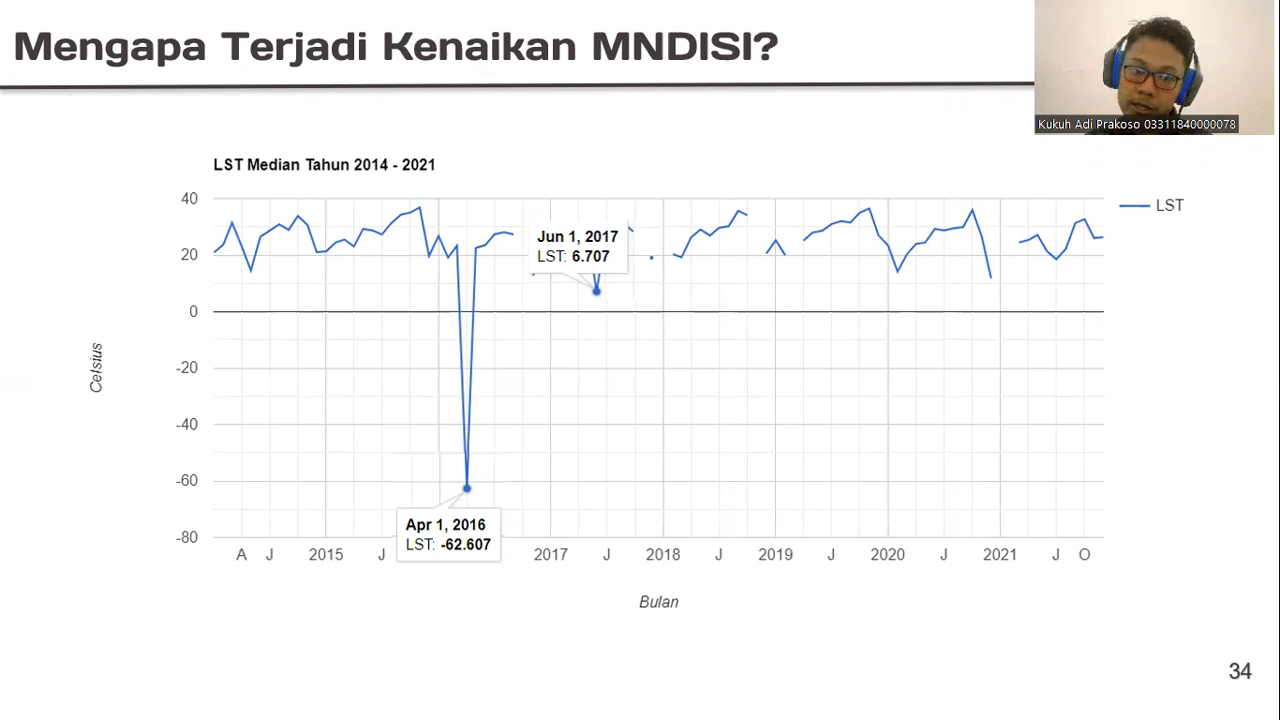 Mengapa Terjadi Kenaikan MNDISI?
Kukuh Adi Prakoso 03311840000078
LST Median Tahun 2014 - 2021
40
20
0
-20
-40
-60
-80
Celsius
LST
Jun 1, 2017
LST: 6.707
Apr 1, 2016
LST: -62.607
A J 2015 J 2017 J 2018 J 2019 J 2020 J 2021 J O
Bulan
34